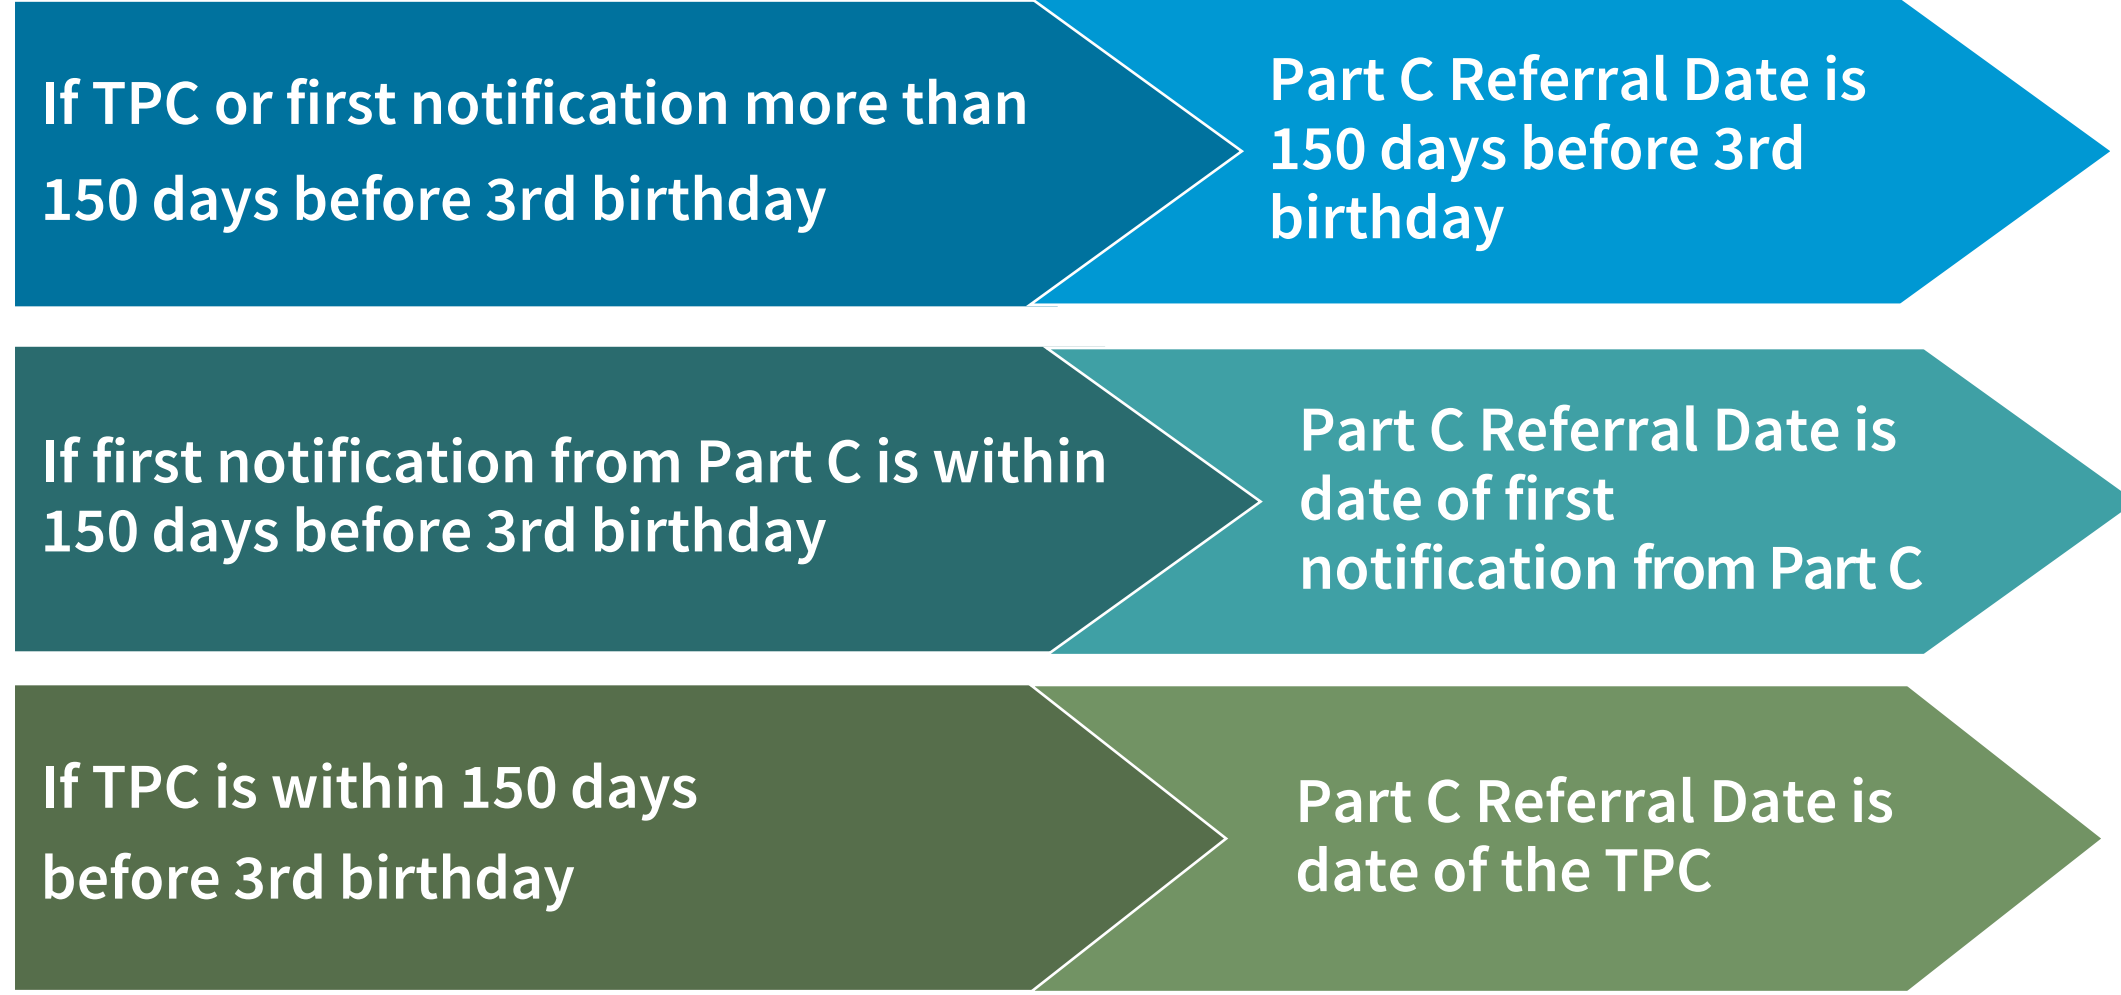 If TPC or first notification more than
150 days before 3rd birthday
Part C Referral Date is
150 days before 3rd
birthday
If first notification from Part C is within
150 days before 3rd birthday
Part C Referral Date is
date of first
notification from Part C
If TPC is within 150 days
before 3rd birthday
Part C Referral Date is
date of the TPC